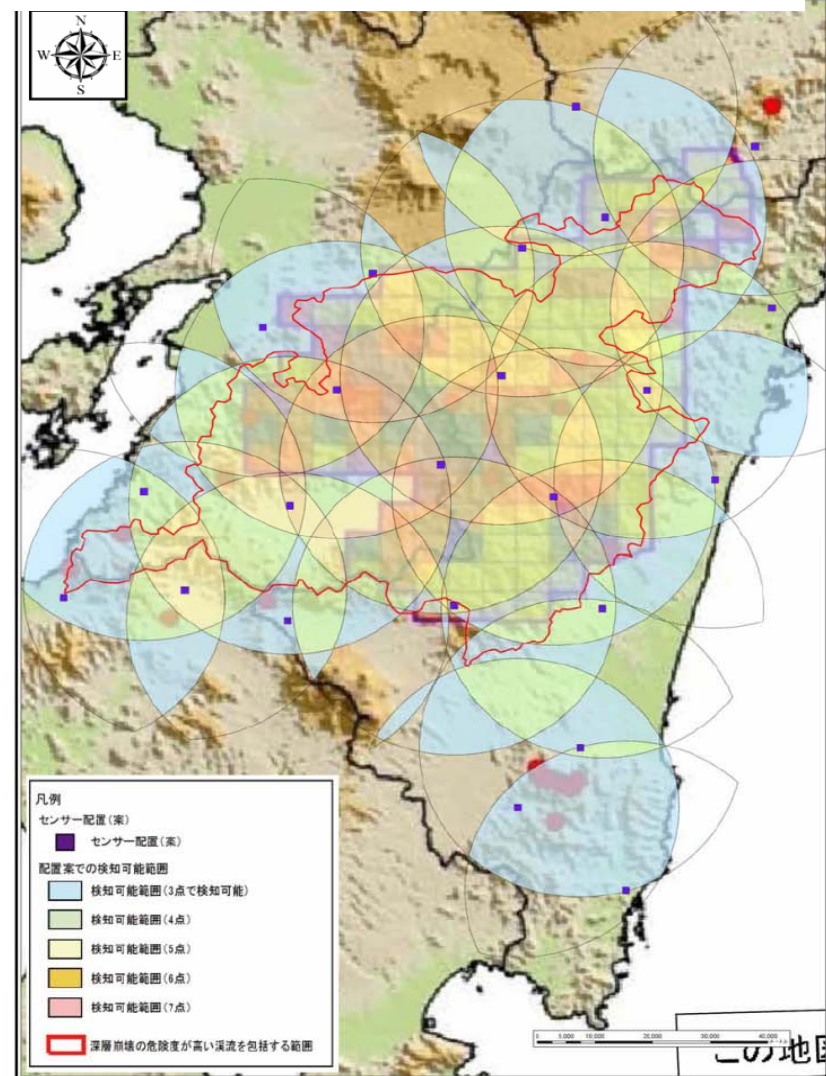 N
W E
S
凡例
センサー配置(案)
センサー配置(案)
配置案での検知可能範囲
検知可能範囲(3点で検知可能)
検知可能範囲(4点)
検知可能範囲(5点)
検知可能範囲(6点)
検知可能範囲(7点)
深層崩壊の危険度が高い渓流を包括する範囲
0 5,000 10,000 20,000 30,000 40,000
この地図